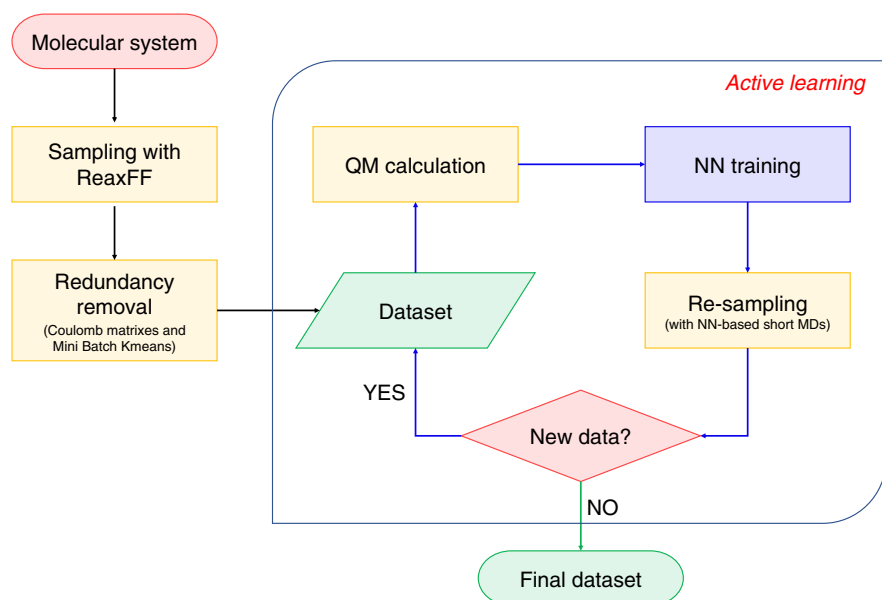 Molecular system
Active learning
Sampling with
ReaxFF
QM calculation
NN training
Redundancy
removal
(Coulomb matrixes and
Mini Batch Kmeans)
Dataset
Re-sampling
(with NN-based short MDs)
YES
New data?
NO
Final dataset